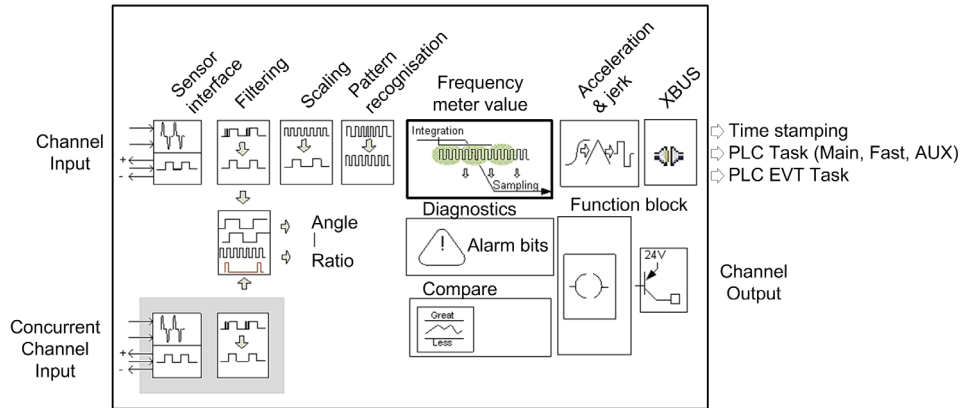 Sensor
interface
Filtering
Scaling
Pattern
recognisation
Frequency
meter value
Acceleration
& jerk
XBUS
Channel
Input
+
-
Integration
Sampling
Time stamping
PLC Task (Main, Fast, AUX)
PLC EVT Task
Angle
Ratio
Diagnostics
! Alarm bits
Function block
24V
Channel
Output
Compare
Great
Less
Concurrent
Channel
Input
+
-